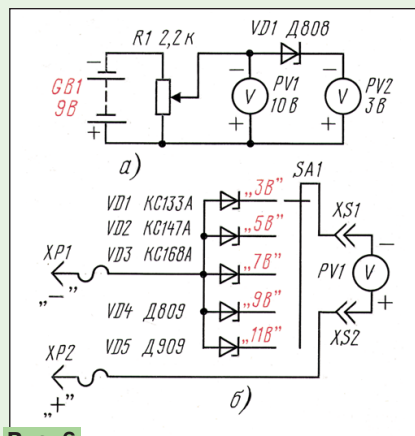 R1 2,2 к
VD1 Д808
GB1
9В
PV1
10 В
PV2
3В
V
V
−
+
−
+
−
+
а)
SA1
VD1 КС133А
VD2 КС147А
VD3 КС168А
VD4 Д809
VD5 Д909
„3В"
„5В"
„7В"
„9В"
„11В"
XP1
„−"
XP2
„+"
XS1
PV1
V
−
+
XS2
б)